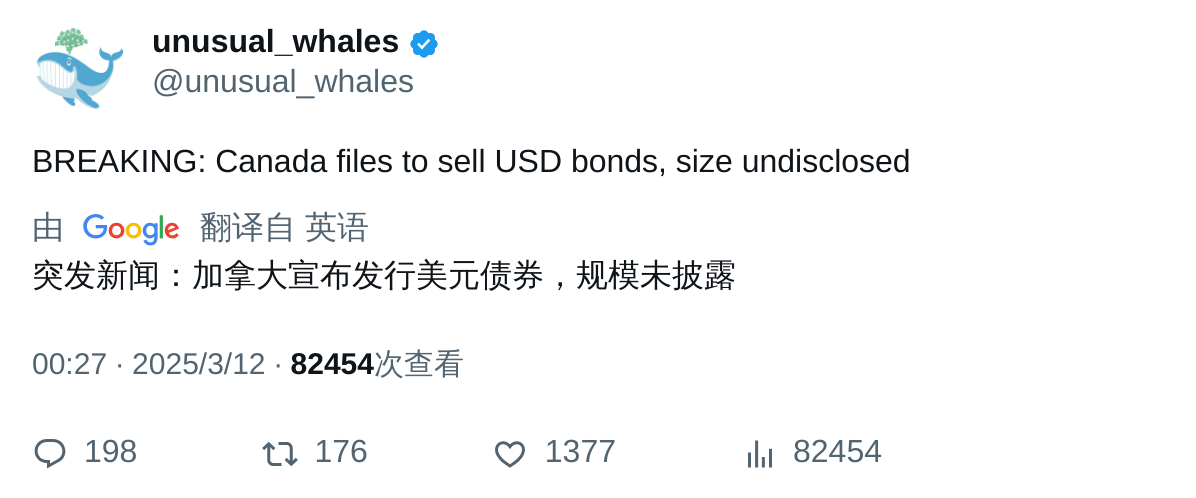 unusual_whales
@unusual_whales
BREAKING: Canada files to sell USD bonds, size undisclosed
由 Google 翻译自 英语
突发新闻：加拿大宣布发行美元债券，规模未披露
00:27 · 2025/3/12 · 82454次查看
198 176 1377 82454